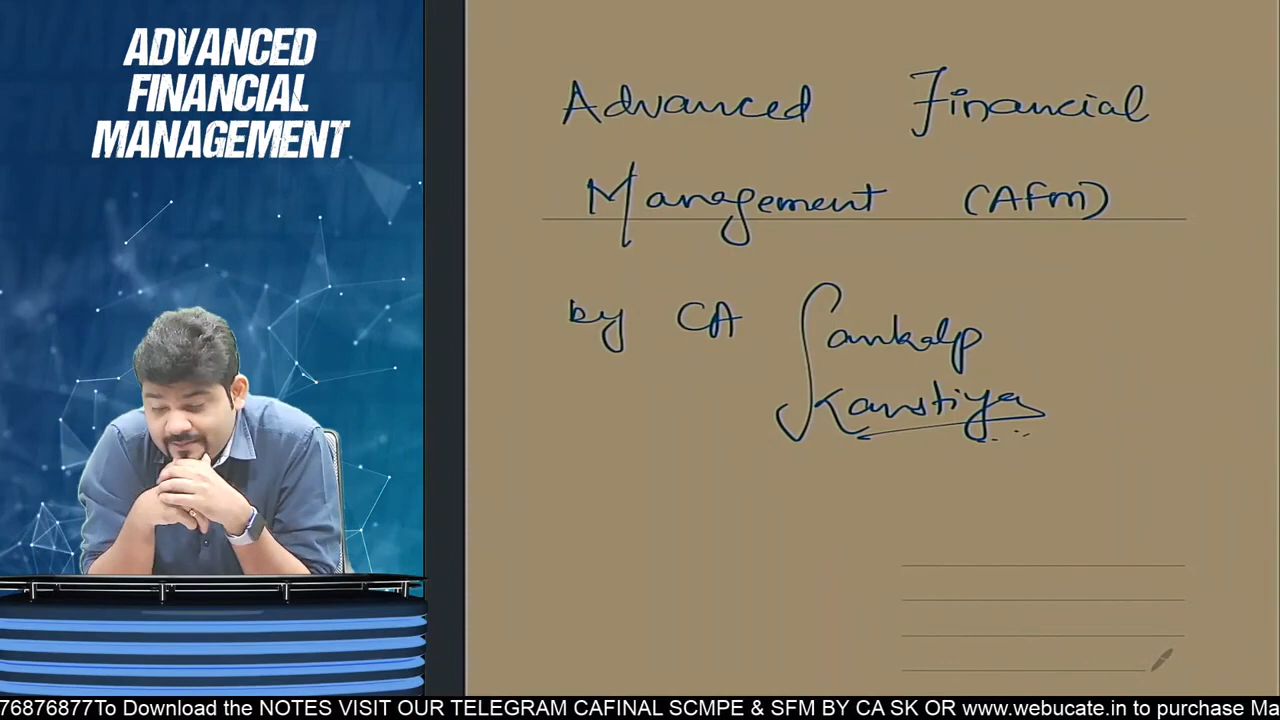 ADVANCED
FINANCIAL
MANAGEMENT
Advanced Financial
Management (AFM)
by CA Sankalp
Kanstiya
76876877To Download the NOTES VISIT OUR TELEGRAM CAFINAL SCMPE & SFM BY CA SK OR www.webucate.in to purchase Ma